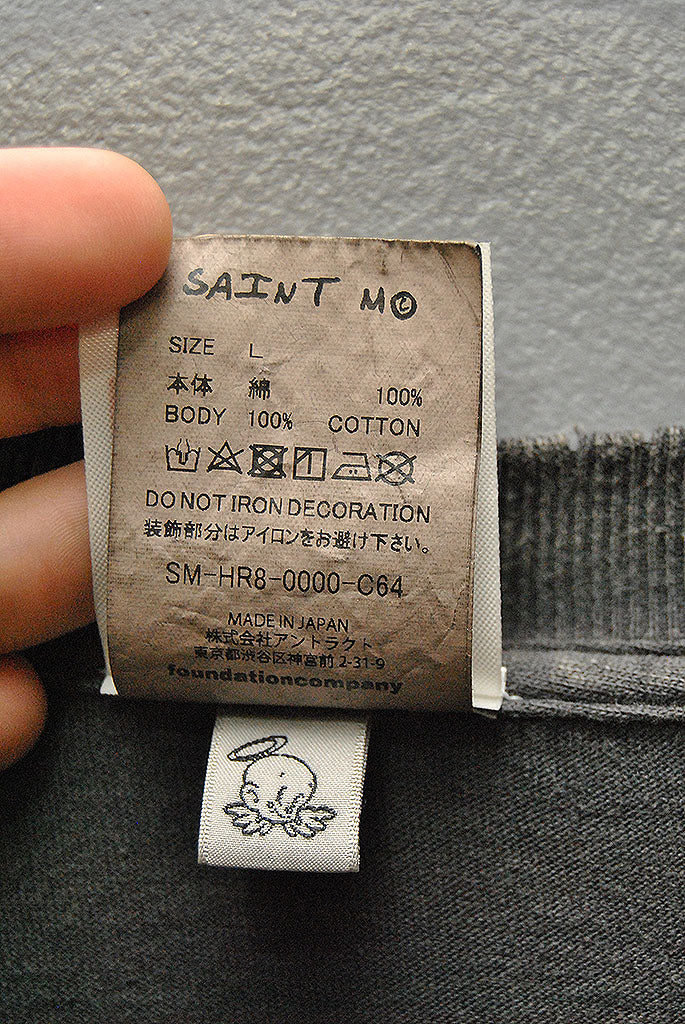 SAINT M
SIZE L
本体 綿 100%
BODY 100% COTTON
DO NOT IRON DECORATION
装飾部分はアイロンをお避け下さい。
SM-HR8-0000-C64
MADE IN JAPAN
株式会社アントラクト
東京都渋谷区神宮前 2-31-9
foundationcompany